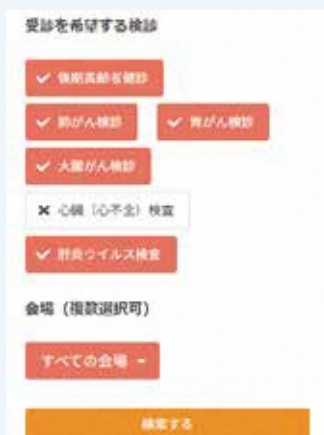 受診を希望する検診
✓ 後期高齢者健診
✓ 肺がん検診 ✓ 胃がん検診
✓ 大腸がん検診
× 心臓（心不全）検査
✓ 肝炎ウイルス検査
会場（複数選択可）
すべての会場
検索する